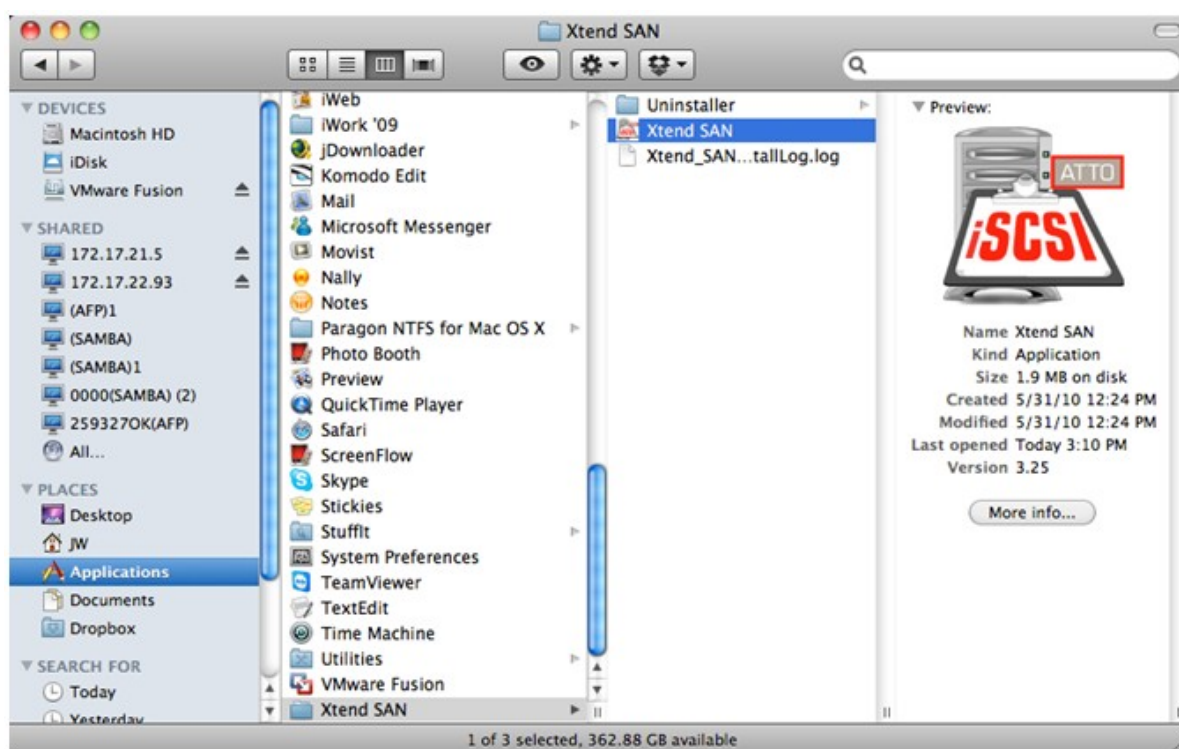 Xtend SAN
DEVICES
Macintosh HD
iDisk
VMware Fusion
SHARED
172.17.21.5
172.17.22.93
(AFP)1
(SAMBA)
(SAMBA)1
0000(SAMBA) (2)
259327OK(AFP)
All...
PLACES
Desktop
JW
Applications
Documents
Dropbox
SEARCH FOR
Today
Yesterday
iWeb
iWork '09
jDownloader
Komodo Edit
Mail
Microsoft Messenger
Movist
Nally
Notes
Paragon NTFS for Mac OS X
Photo Booth
Preview
QuickTime Player
Safari
ScreenFlow
Skype
Stickies
StuffIt
System Preferences
TeamViewer
TextEdit
Time Machine
Utilities
VMware Fusion
Xtend SAN
Uninstaller
Xtend SAN
Xtend_SAN...tallLog.log
Preview:
ATTO
iSCSI
Name Xtend SAN
Kind Application
Size 1.9 MB on disk
Created 5/31/10 12:24 PM
Modified 5/31/10 12:24 PM
Last opened Today 3:10 PM
Version 3.25
More info...
1 of 3 selected, 362.88 GB available